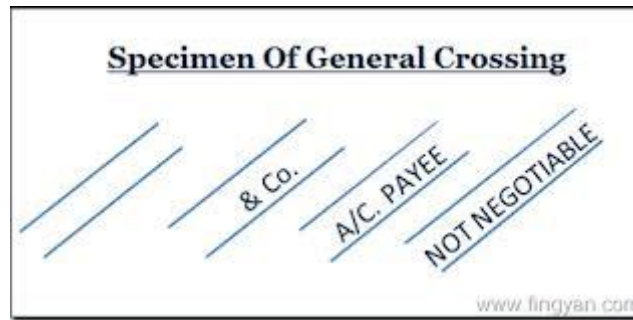 Specimen Of General Crossing
& Co.
A/C. PAYEE
NOT NEGOTIABLE
www.fingyan.com